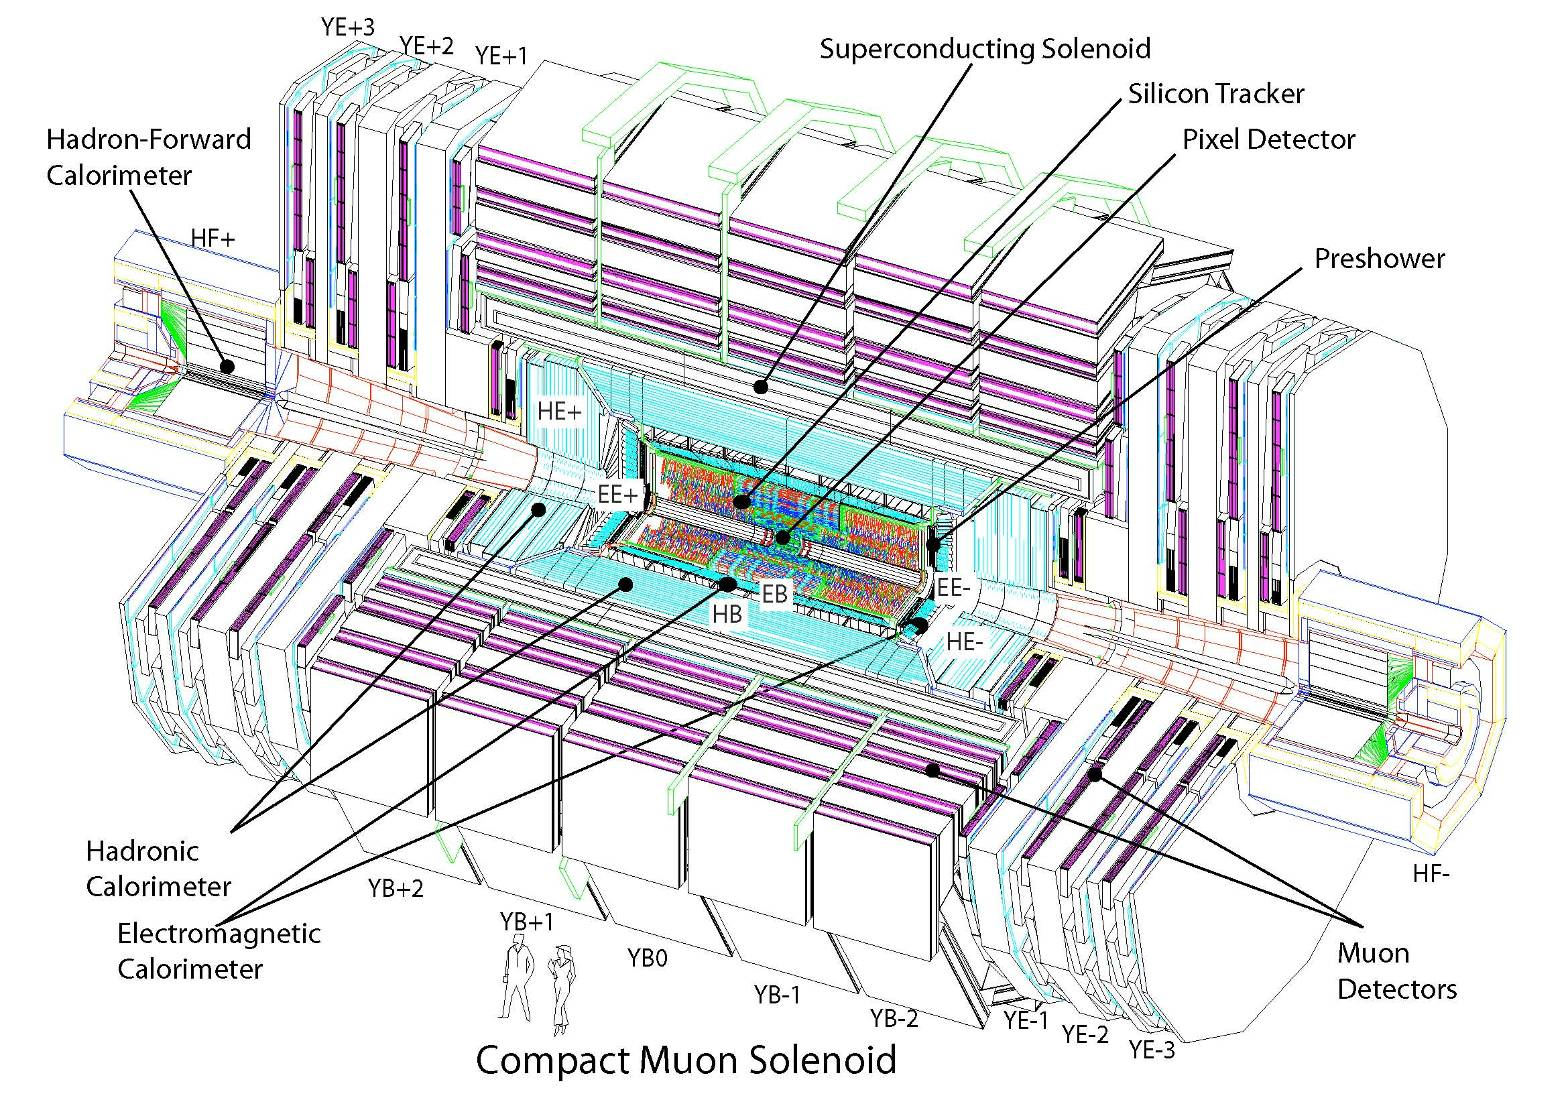 YE+3
YE+2
YE+1
Superconducting Solenoid
Silicon Tracker
Pixel Detector
Hadron-Forward
Calorimeter
HF+
Preshower
HE+
EE+
EB
EE-
HB
HE-
Hadronic
Calorimeter
Electromagnetic
Calorimeter
YB+2
YB+1
YB0
YB-1
YB-2
YE-1
YE-2
YE-3
HF-
Muon
Detectors
Compact Muon Solenoid